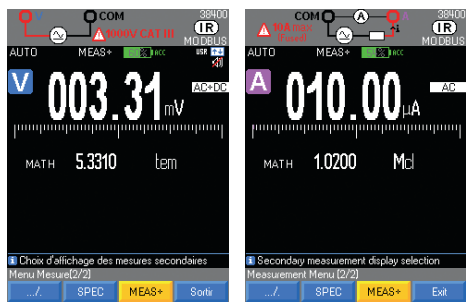 V COM 38400
IR
1000V CAT III MODBUS
AUTO MEAS+ ACC USR
V 003.31 mV AC+DC
MATH 5.3310 tem
Choix d'affichage des mesures secondaires
Menu Mesure[2/2]
.../. SPEC MEAS+ Sortir
COM A 38400
10A max IR
(Fused) MODBUS
AUTO MEAS+ ACC
A 010.00 µA AC
MATH 1.0200 Mcl
Secondary measurement display selection
Measurement Menu (2/2)
.../. SPEC MEAS+ Exit